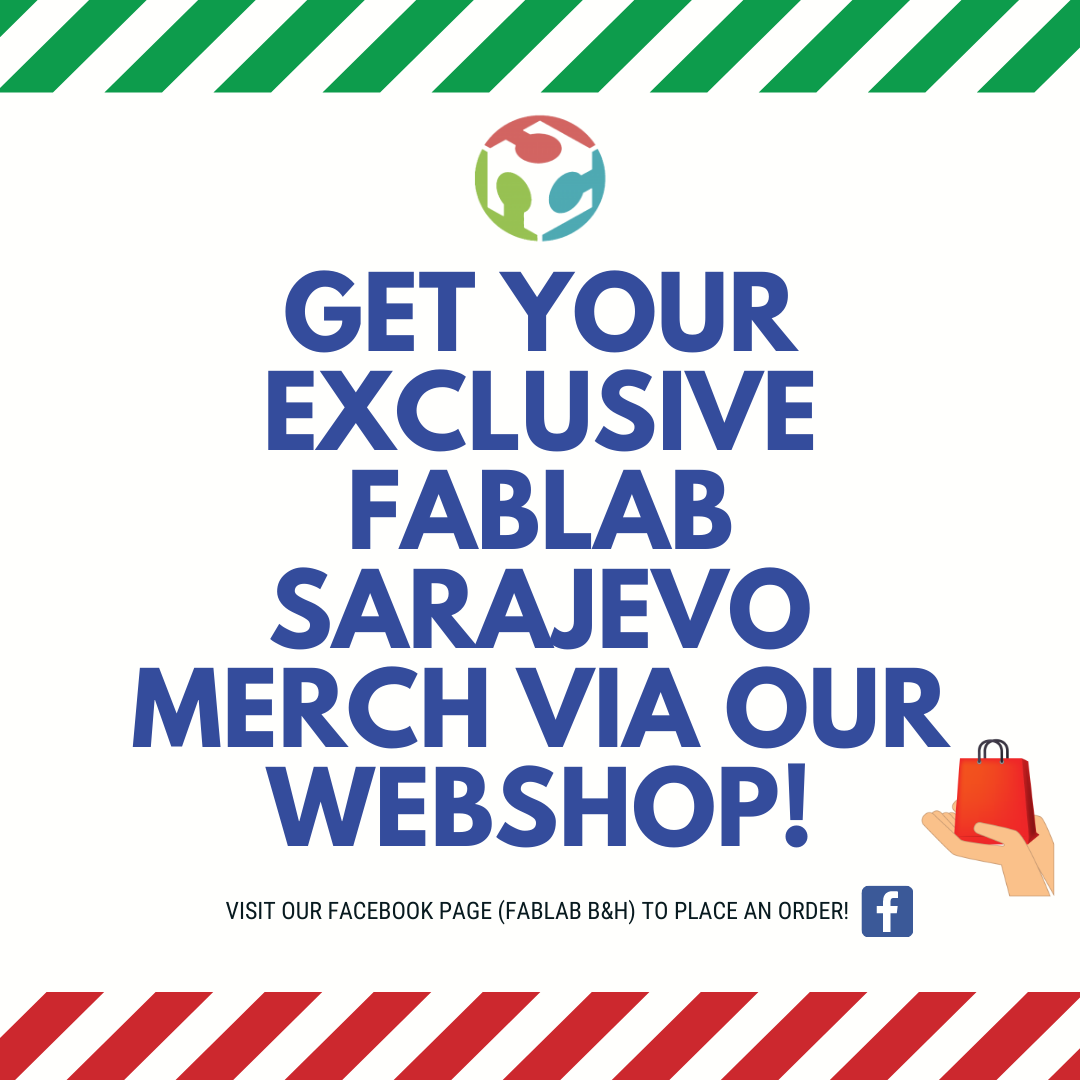 GET YOUR
EXCLUSIVE
FABLAB
SARAJEVO
MERCH VIA OUR
WEBSHOP!
VISIT OUR FACEBOOK PAGE (FABLAB B&H) TO PLACE AN ORDER!